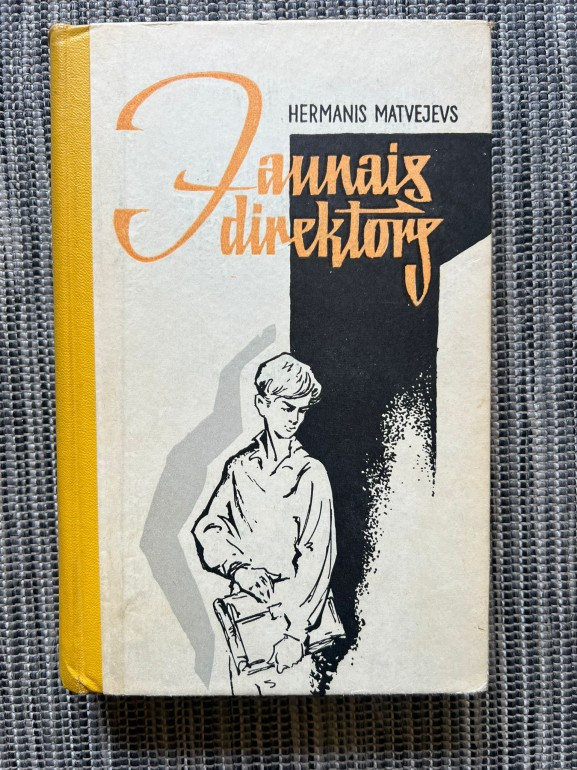 HERMANIS MATVEJEVS
Jaunais
direktors